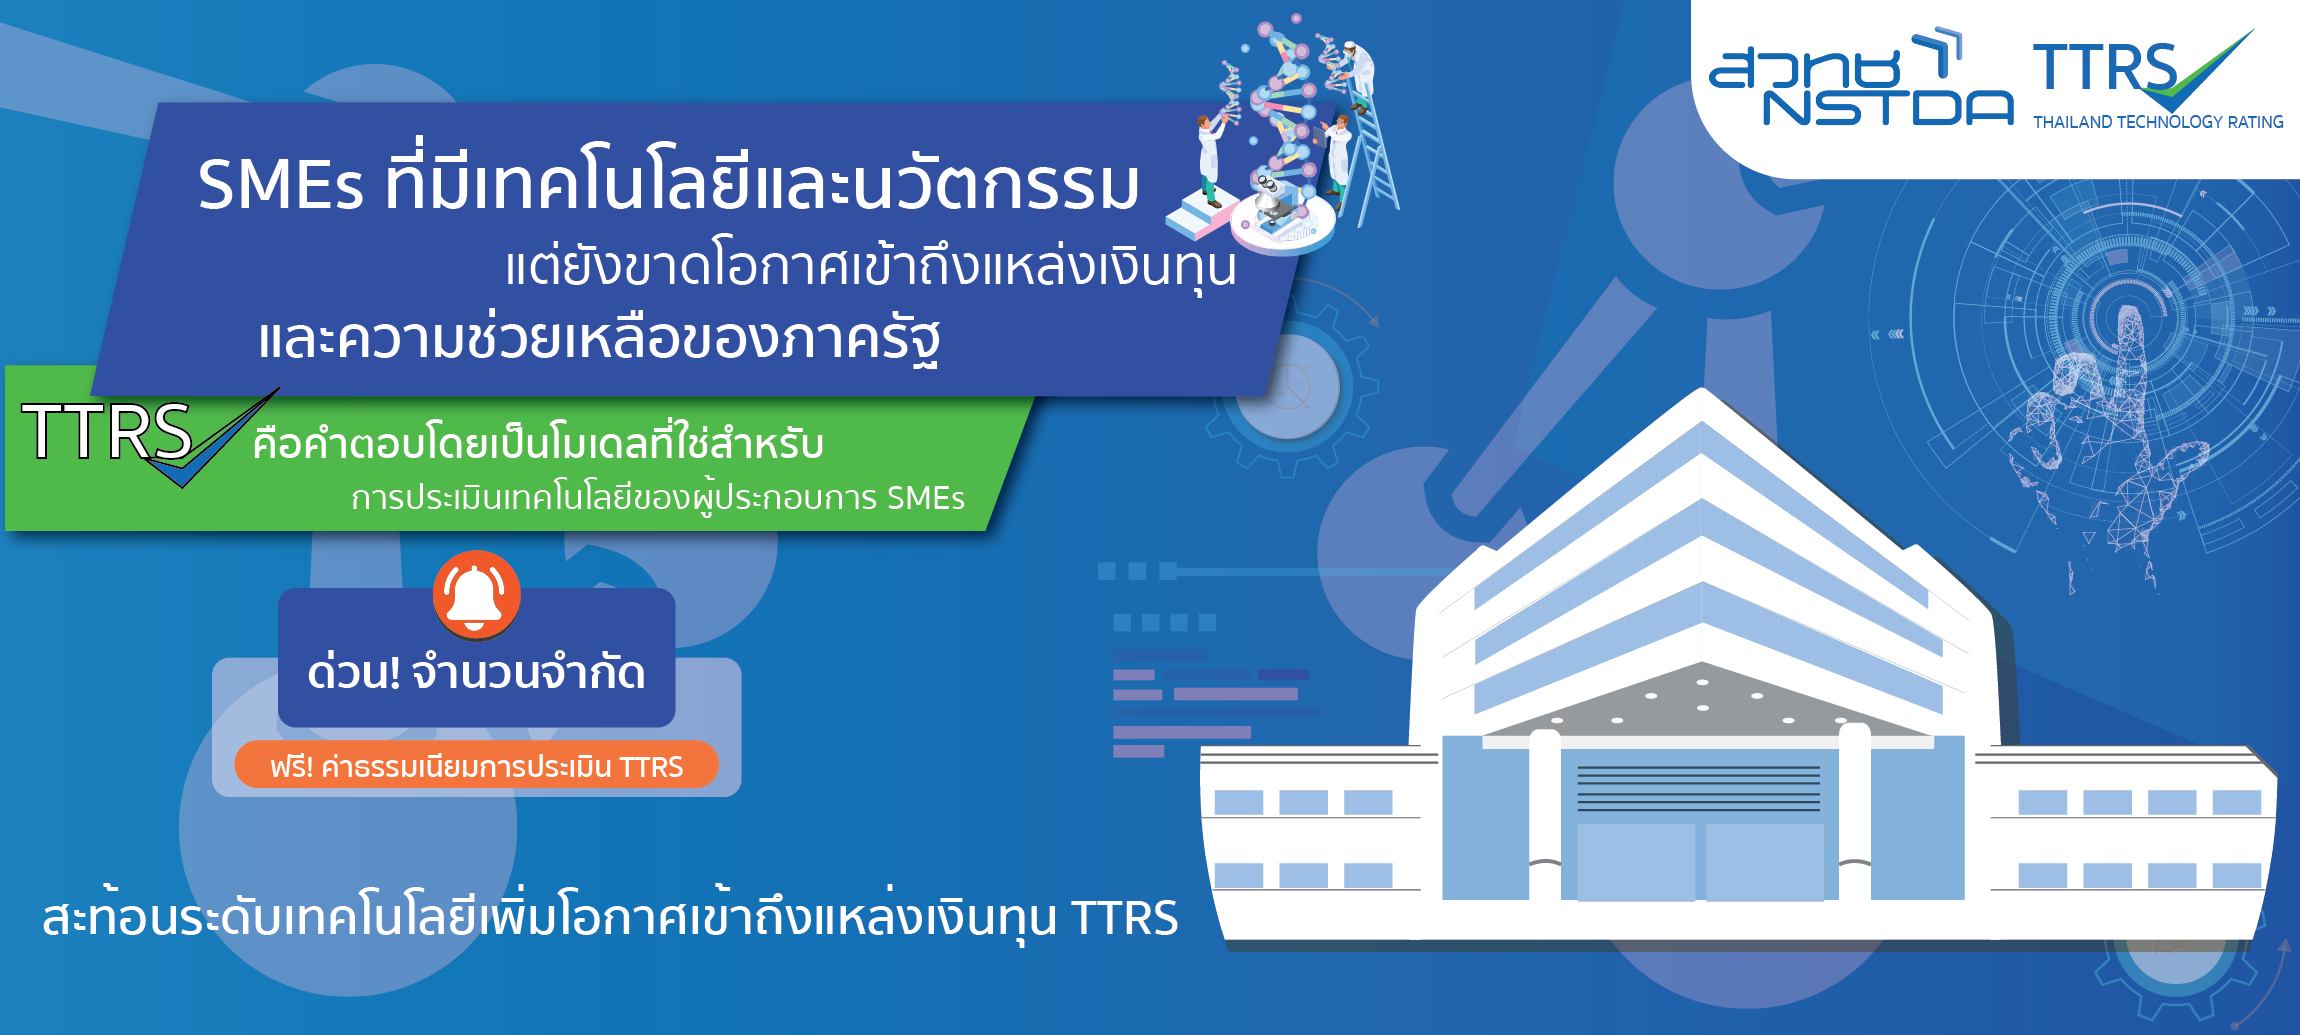 สวทช
NSTDA
TTRS
THAILAND TECHNOLOGY RATING
SMEs ที่มีเทคโนโลยีและนวัตกรรม
แต่ยังขาดโอกาศเข้าถึงแหล่งเงินทุน
และความช่วยเหลือของภาครัฐ
TTRS คือคำตอบโดยเป็นโมเดลที่ใช่สำหรับ
การประเมินเทคโนโลยีของผู้ประกอบการ SMEs
ด่วน! จำนวนจำกัด
ฟรี! ค่าธรรมเนียมการประเมิน TTRS
สะท้อนระดับเทคโนโลยีเพิ่มโอกาศเข้าถึงแหล่งเงินทุน TTRS